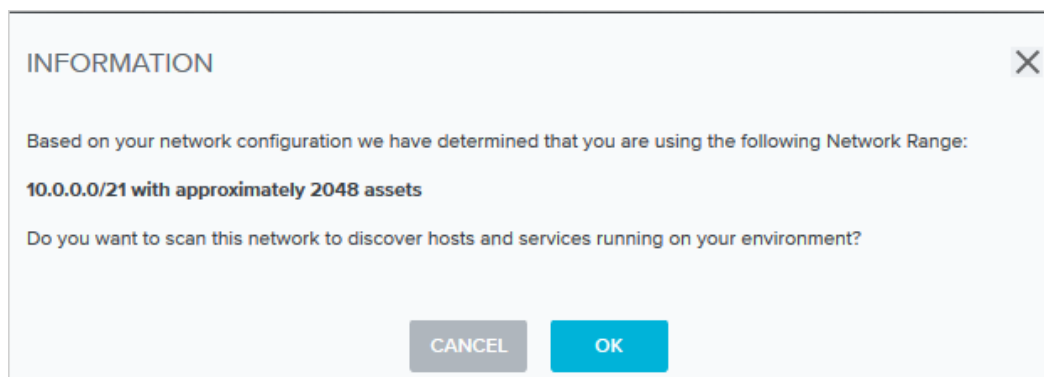 INFORMATION
Based on your network configuration we have determined that you are using the following Network Range:
10.0.0.0/21 with approximately 2048 assets
Do you want to scan this network to discover hosts and services running on your environment?
CANCEL
OK